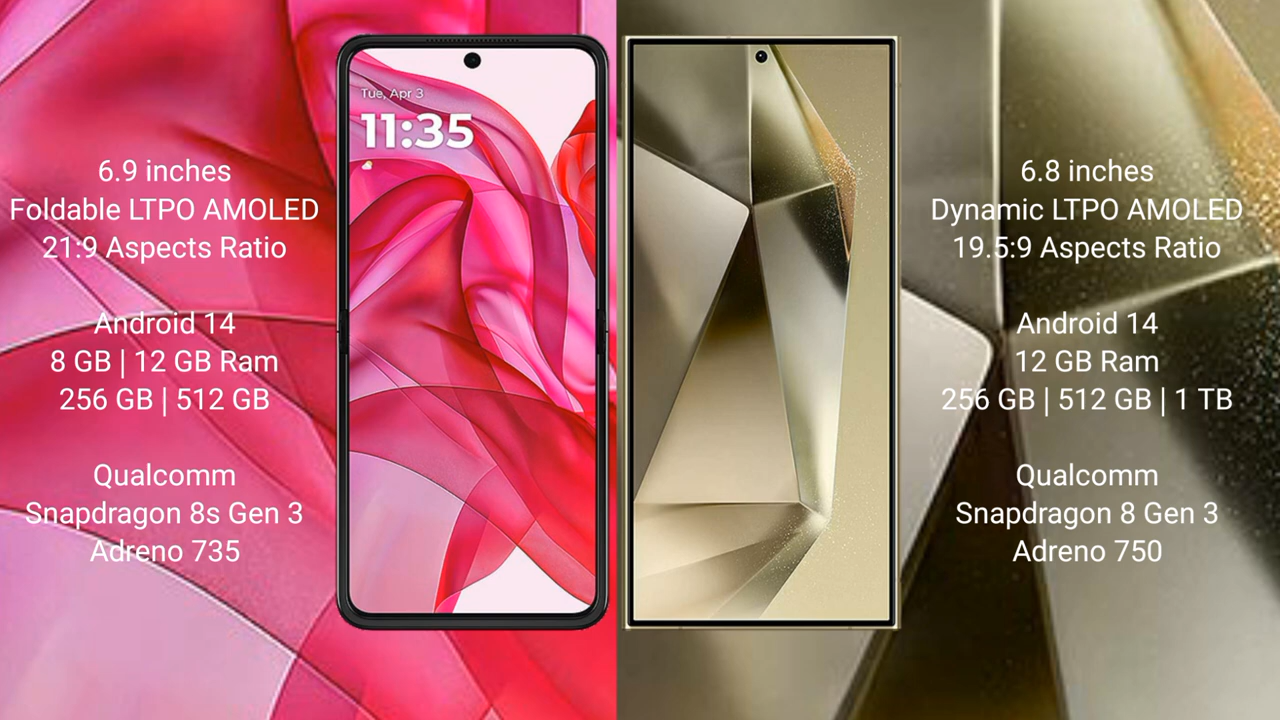 6.9 inches
Foldable LTPO AMOLED
21:9 Aspects Ratio
Android 14
8 GB | 12 GB Ram
256 GB | 512 GB
Qualcomm
Snapdragon 8s Gen 3
Adreno 735
Tue, Apr 3
11:35
6.8 inches
Dynamic LTPO AMOLED
19.5:9 Aspects Ratio
Android 14
12 GB Ram
256 GB | 512 GB | 1 TB
Qualcomm
Snapdragon 8 Gen 3
Adreno 750